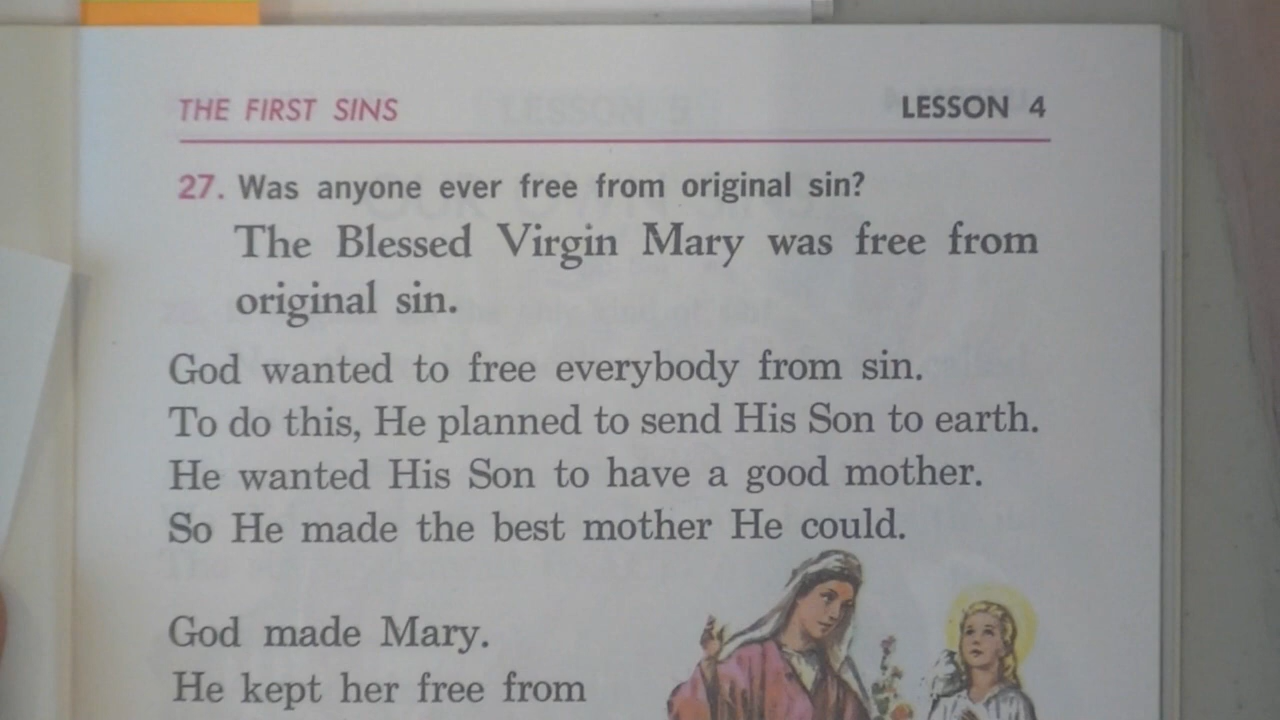 THE FIRST SINS LESSON 4
27. Was anyone ever free from original sin?
The Blessed Virgin Mary was free from
original sin.
God wanted to free everybody from sin.
To do this, He planned to send His Son to earth.
He wanted His Son to have a good mother.
So He made the best mother He could.
God made Mary.
He kept her free from